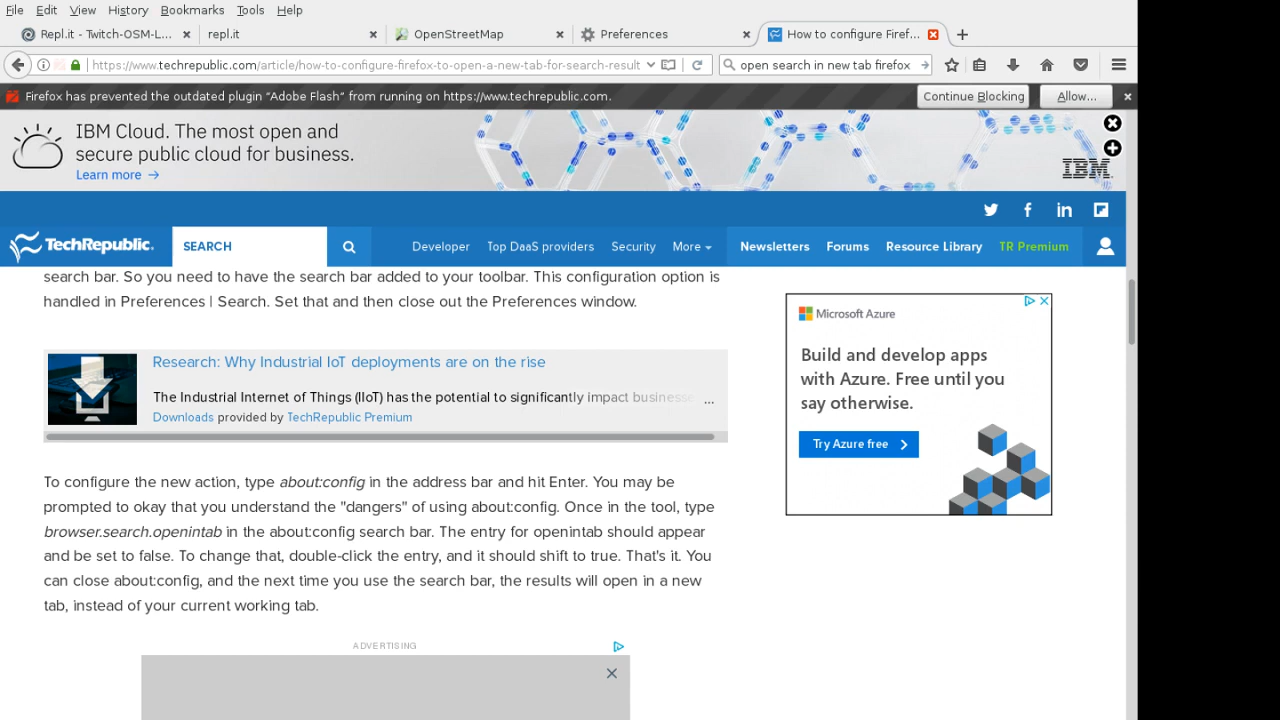 File Edit View History Bookmarks Tools Help
Repl.it - Twitch-OSM-L... repl.it OpenStreetMap Preferences How to configure Firef...
https://www.techrepublic.com/article/how-to-configure-firefox-to-open-a-new-tab-for-search-result open search in new tab firefox
Firefox has prevented the outdated plugin "Adobe Flash" from running on https://www.techrepublic.com. Continue Blocking Allow...
IBM Cloud. The most open and
secure public cloud for business.
Learn more →
IBM
TechRepublic. SEARCH Developer Top DaaS providers Security More Newsletters Forums Resource Library TR Premium
search bar. So you need to have the search bar added to your toolbar. This configuration option is
handled in Preferences | Search. Set that and then close out the Preferences window.
Research: Why Industrial IoT deployments are on the rise
The Industrial Internet of Things (IIoT) has the potential to significantly impact businesse ...
Downloads provided by TechRepublic Premium
To configure the new action, type about:config in the address bar and hit Enter. You may be
prompted to okay that you understand the "dangers" of using about:config. Once in the tool, type
browser.search.openintab in the about:config search bar. The entry for openintab should appear
and be set to false. To change that, double-click the entry, and it should shift to true. That's it. You
can close about:config, and the next time you use the search bar, the results will open in a new
tab, instead of your current working tab.
ADVERTISING
Microsoft Azure
Build and develop apps
with Azure. Free until you
say otherwise.
Try Azure free